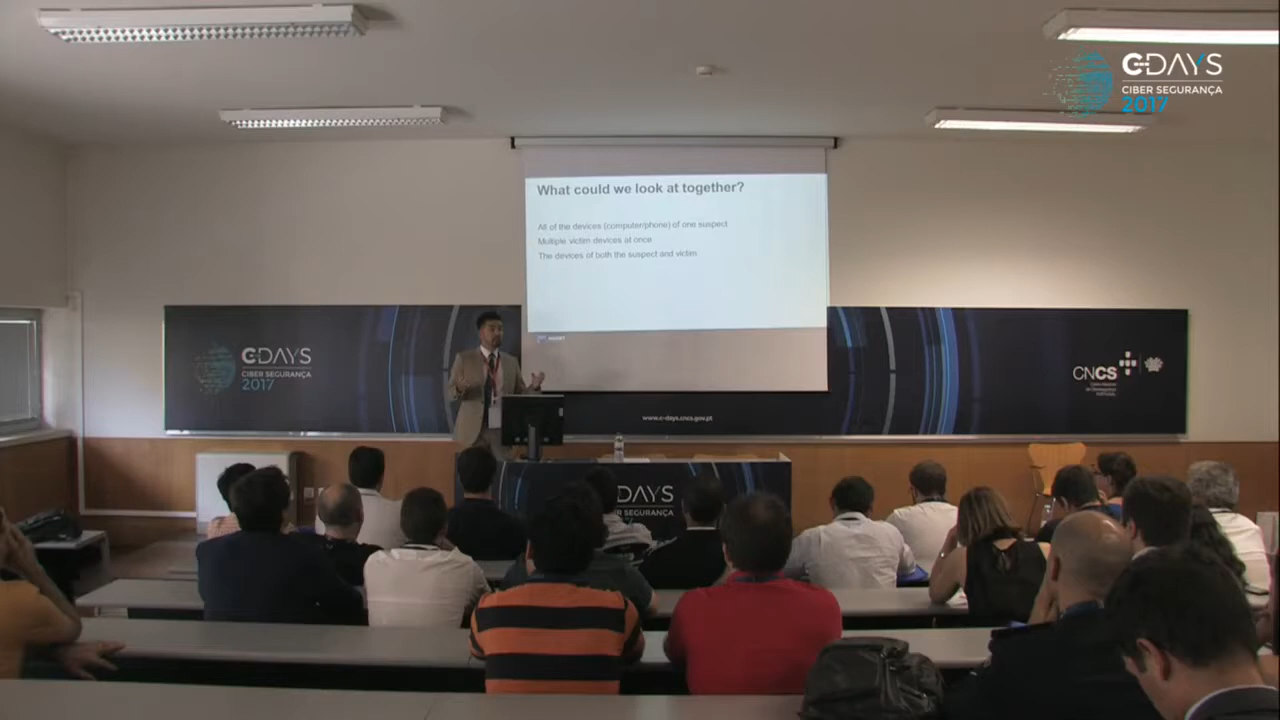 C-DAYS
CIBER SEGURANÇA
2017
What could we look at together?
All of the devices (computer/phone) of one suspect
Multiple victim devices at once
The devices of both the suspect and victim
C-DAYS
CIBER SEGURANÇA
2017
CNCS
www.c-days.cncs.gov.pt
DAYS
R SEGURANÇA